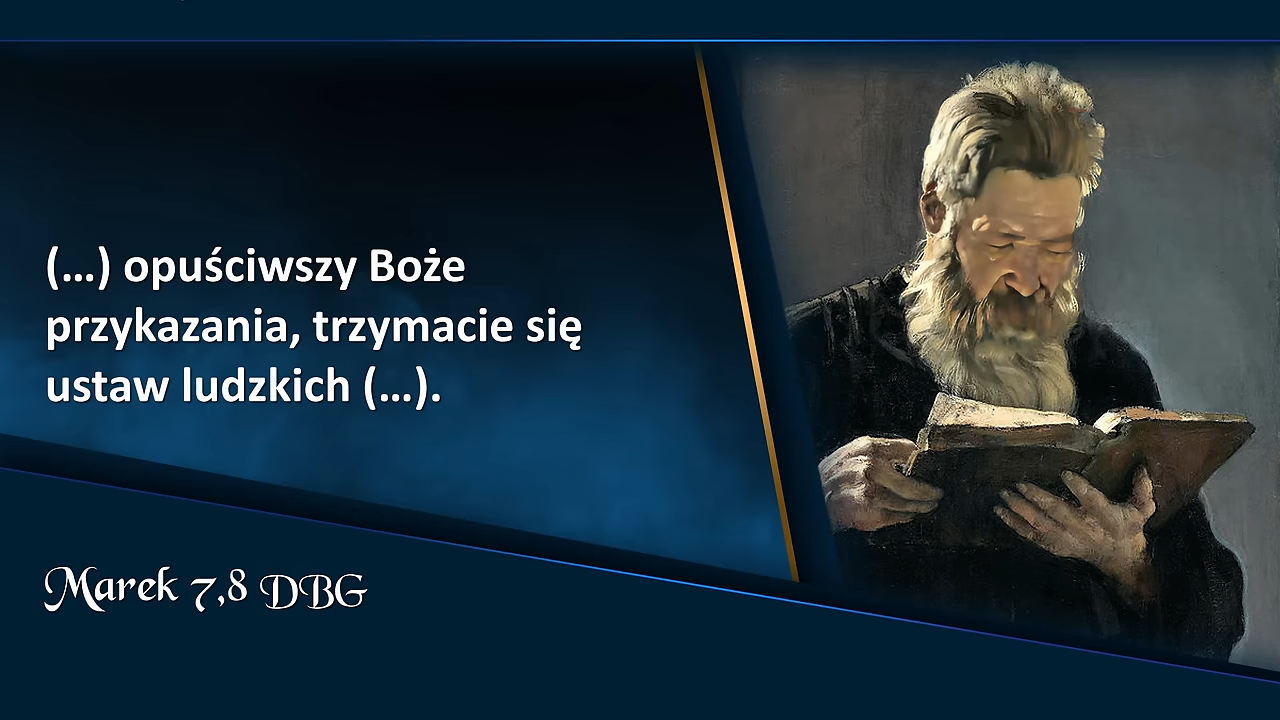 (…) opuściwszy Boże
przykazania, trzymacie się
ustaw ludzkich (…).
Marek 7,8 DBG